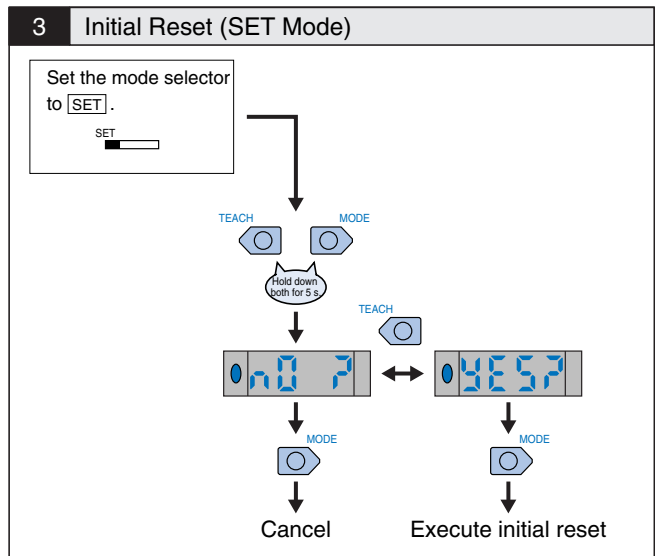 3 Initial Reset (SET Mode)
Set the mode selector
to SET .
SET
TEACH
MODE
Hold down
both for 5 s.
TEACH
nO ?
YES?
MODE
MODE
Cancel
Execute initial reset